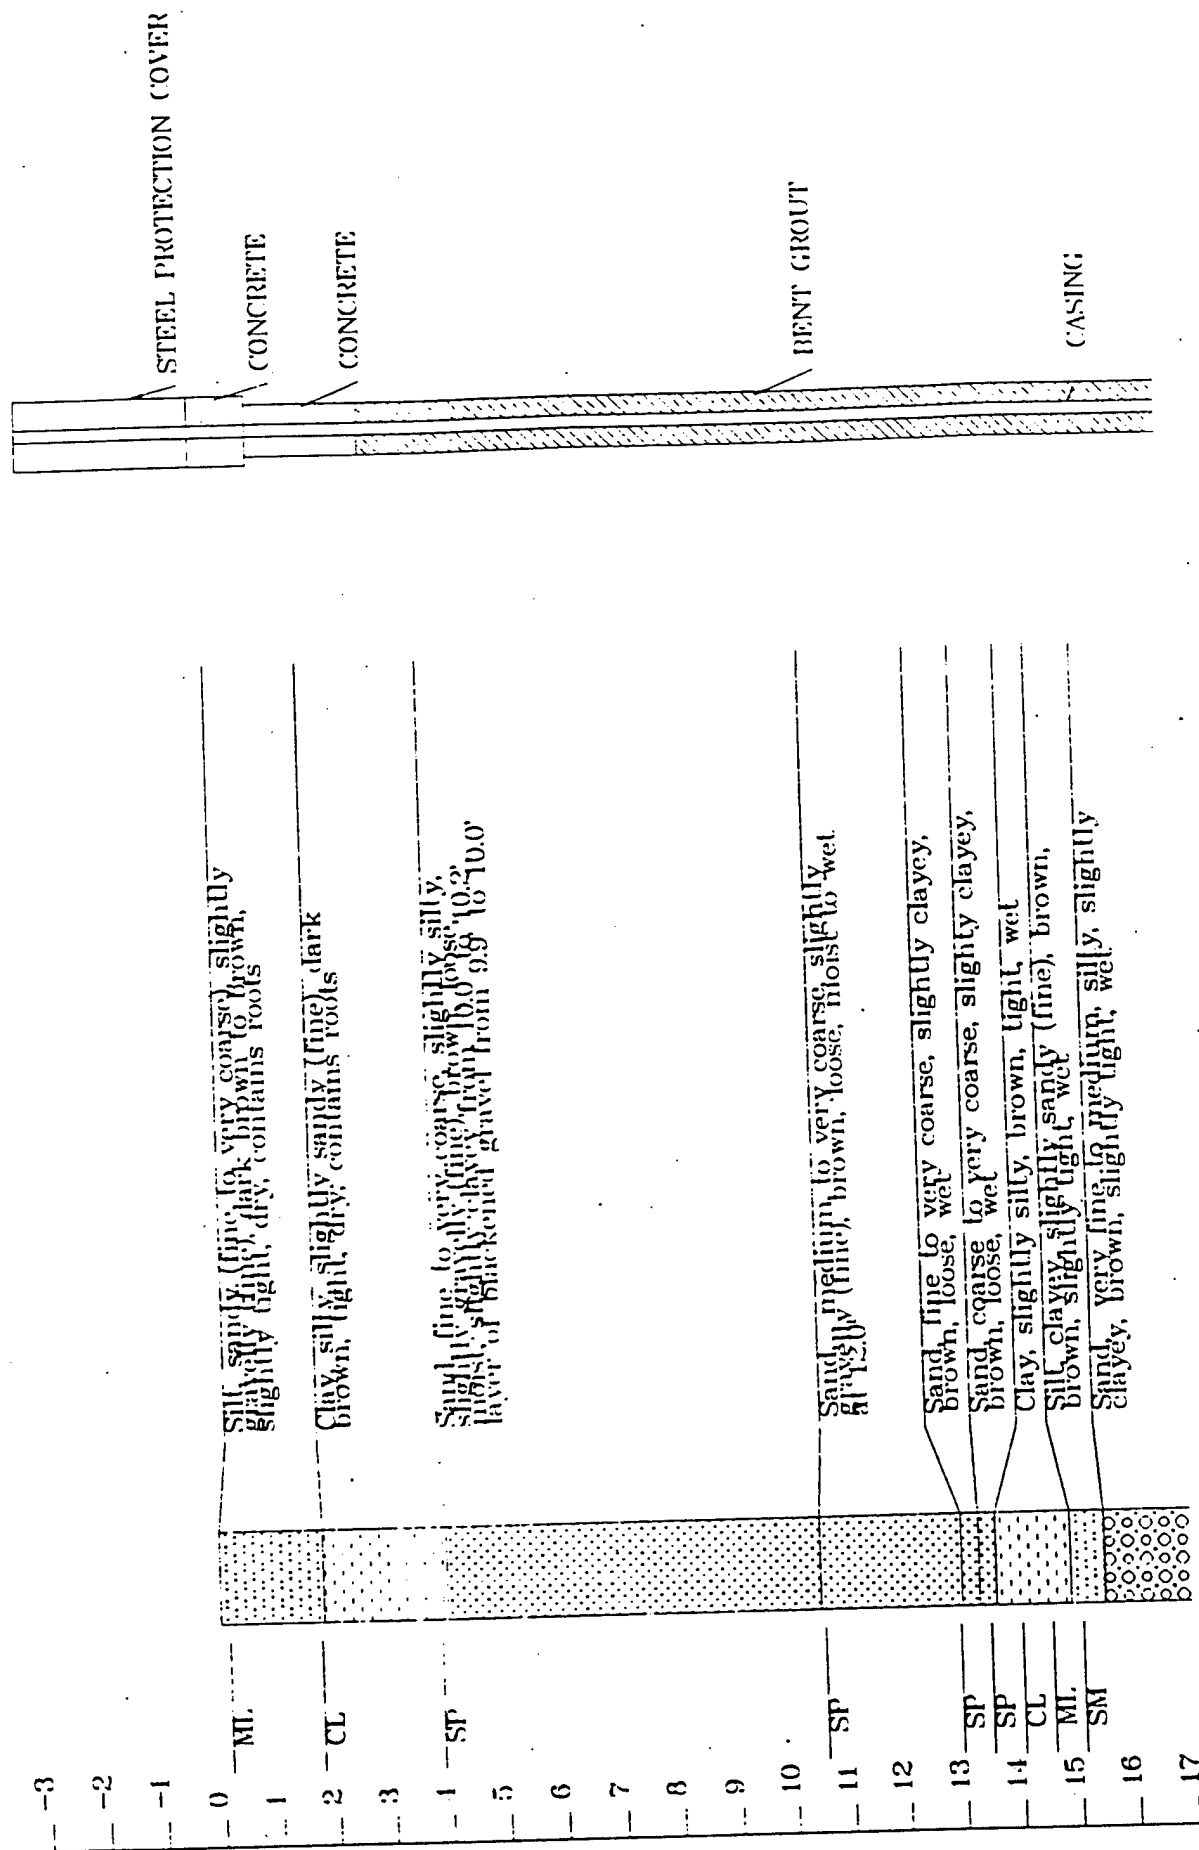 STEEL PROTECTION COVER
CONCRETE
CONCRETE
BENT GROUT
CASING
Silt, sandy (fine to very coarse), slightly
gravelly (fine), dark brown to brown,
slightly tight, dry, contains roots
Clay, silty, slightly sandy (fine), dark
brown, tight, dry, contains roots
Sand, fine to very coarse, slightly silty,
slightly gravelly (fine), brown, loose,
moist, slightly clayey from 10.0' to 10.2'
layer of blackened gravel from 9.9' to 10.0'
Sand, medium to very coarse, slightly
gravelly (fine), brown, loose, moist to wet
at 12.0'
Sand, fine to very coarse, slightly clayey,
brown, loose, wet
Sand, coarse to very coarse, slighty clayey,
brown, loose, wet
Clay, slightly silty, brown, tight, wet
Silt, clayey, slightly sandy (fine), brown,
brown, slightly tight, wet
Sand, very fine to medium, silty, slightly
clayey, brown, slightly tight, wet
ML
CL
SP
SP
SP
SP
CL
ML
SM
-3
-2
-1
0
1
2
3
4
5
6
7
8
9
10
11
12
13
14
15
16
17